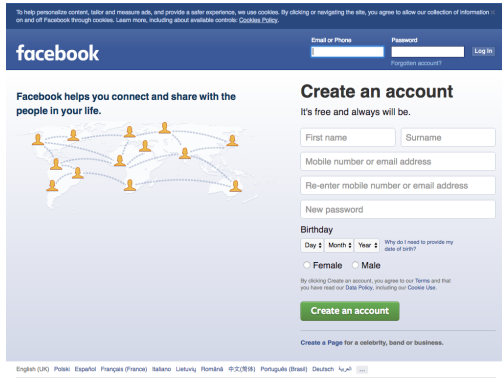 To help personalize content, tailor and measure ads, and provide a safer experience, we use cookies. By clicking or navigating the site, you agree to allow our collection of information
on and off Facebook through cookies. Learn more, including about available controls: Cookies Policy.
Email or Phone
Password
facebook
Log In
Forgotten account?
Facebook helps you connect and share with the
people in your life.
Create an account
It's free and always will be.
First name
Surname
Mobile number or email address
Re-enter mobile number or email address
New password
Birthday
Day Month Year
Why do I need to provide my
date of birth?
Female Male
By clicking Create an account, you agree to our Terms and that
you have read our Data Policy, including our Cookie Use.
Create an account
Create a Page for a celebrity, band or business.
English (UK) Polski Español Français (France) Italiano Lietuvių Română 中文(简体) Português (Brasil) Deutsch العربية ...